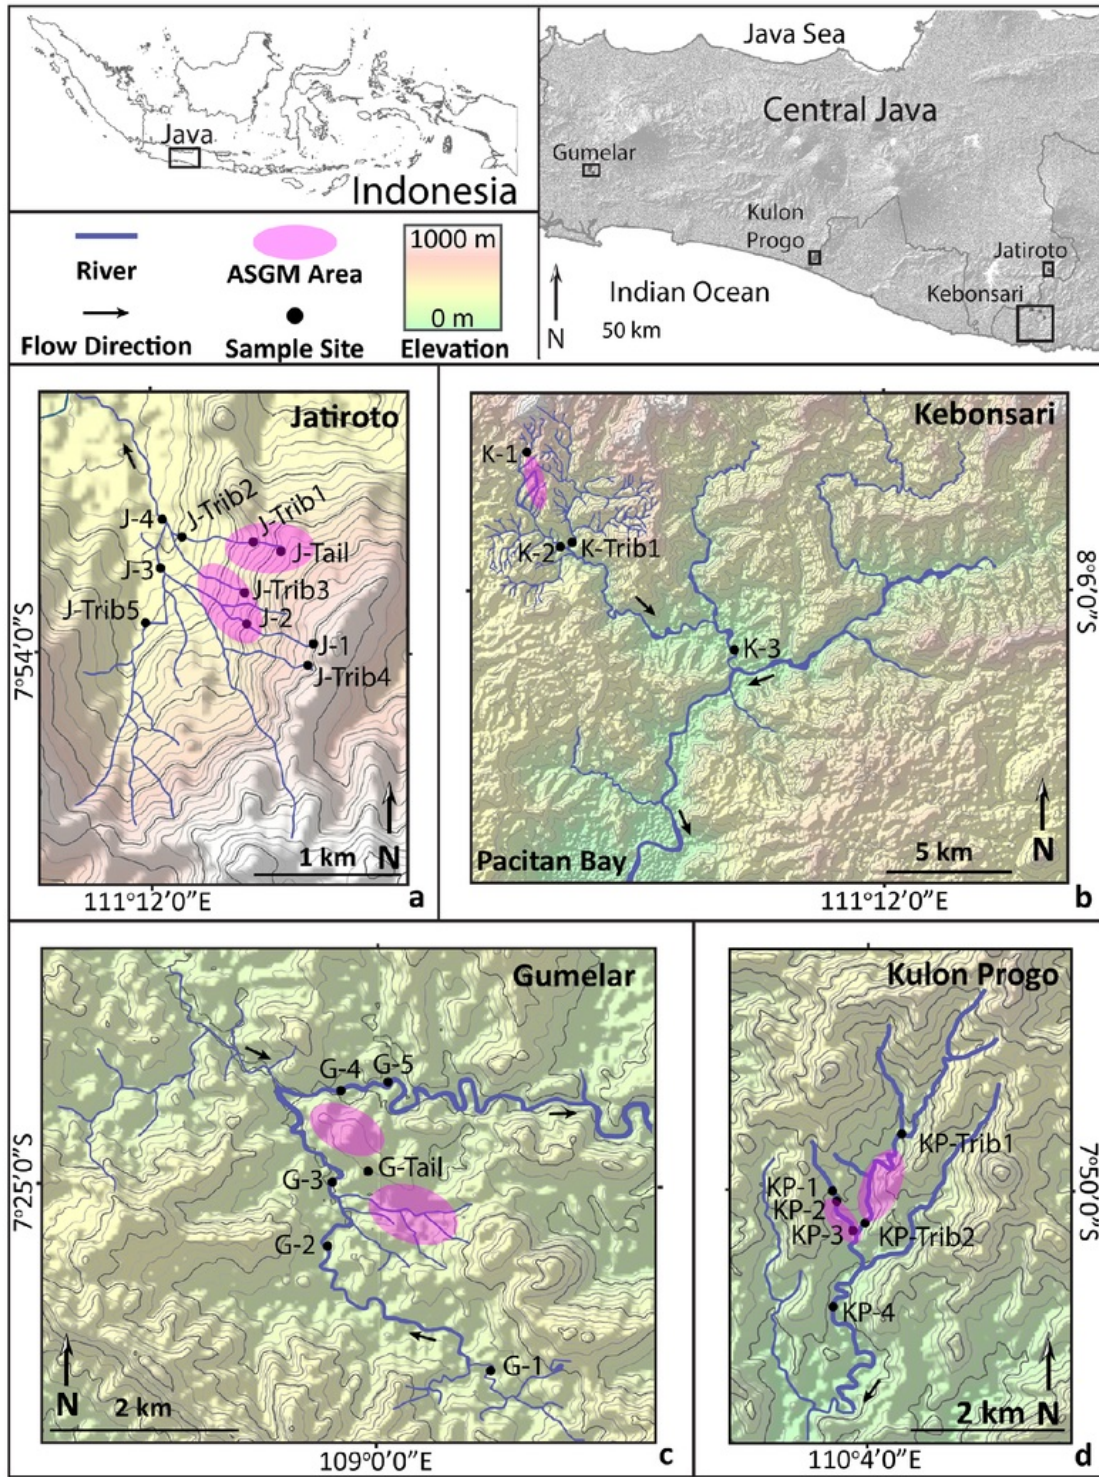 Java
Indonesia
Java Sea
Central Java
Gumelar
Kulon
Progo
Jatiroto
Kebonsari
Indian Ocean
N
50 km
River
ASGM Area
1000 m
0 m
Flow Direction
Sample Site
Elevation
Jatiroto
J-4
J-Trib2
J-Trib1
J-Tail
J-3
J-Trib3
J-Trib5
J-2
J-1
J-Trib4
7°54'0"S
1 km
N
111°12'0"E
a
Kebonsari
K-1
K-2
K-Trib1
K-3
8°6'0"S
Pacitan Bay
5 km
N
111°12'0"E
b
Gumelar
G-4
G-5
G-Tail
G-3
G-2
G-1
7°25'0"S
N
2 km
109°0'0"E
c
Kulon Progo
KP-Trib1
KP-1
KP-2
KP-3
KP-Trib2
KP-4
7°50'0"S
2 km
N
110°4'0"E
d